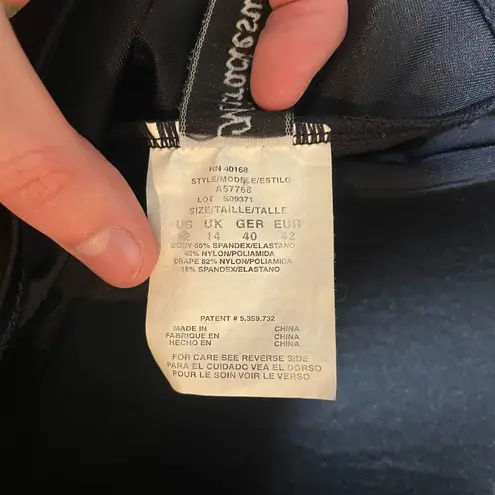 Miraclesuit
RN 40168
STYLE/MODELE/ESTILO
A57766
LOT S09371
SIZE/TAILLE/TALLE
US UK GER EUR
14 40 42
BODY 55% SPANDEX/ELASTANO
45% NYLON/POLIAMIDA
DRAPE 82% NYLON/POLIAMIDA
18% SPANDEX/ELASTANO
PATENT # 5,359,732
MADE IN CHINA
FABRIQUE EN CHINA
HECHO EN CHINA
FOR CARE SEE REVERSE SIDE
PARA EL CUIDADO VEA EL DORSO
POUR LE SOIN VOIR LE VERSO